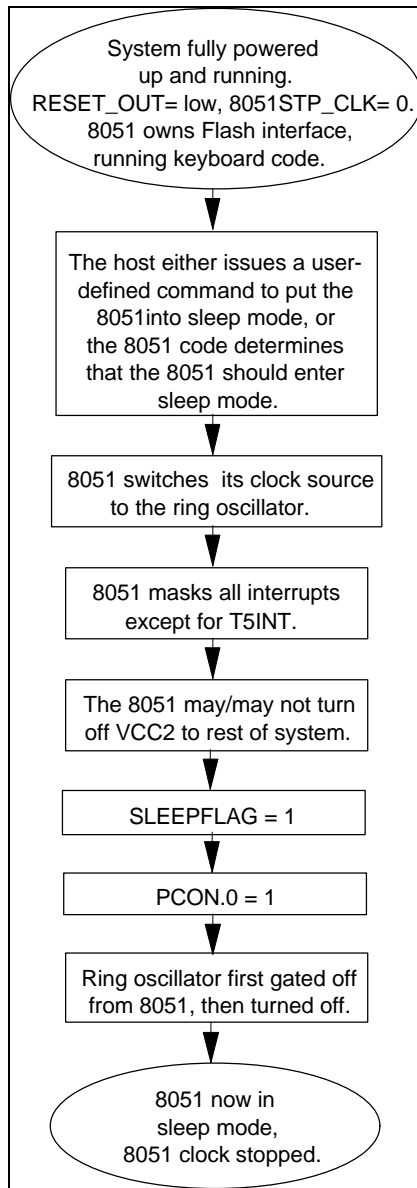 System fully powered
up and running.
RESET_OUT= low, 8051STP_CLK= 0.
8051 owns Flash interface,
running keyboard code.
The host either issues a user-
defined command to put the
8051into sleep mode, or
the 8051 code determines
that the 8051 should enter
sleep mode.
8051 switches its clock source
to the ring oscillator.
8051 masks all interrupts
except for T5INT.
The 8051 may/may not turn
off VCC2 to rest of system.
SLEEPFLAG = 1
PCON.0 = 1
Ring oscillator first gated off
from 8051, then turned off.
8051 now in
sleep mode,
8051 clock stopped.